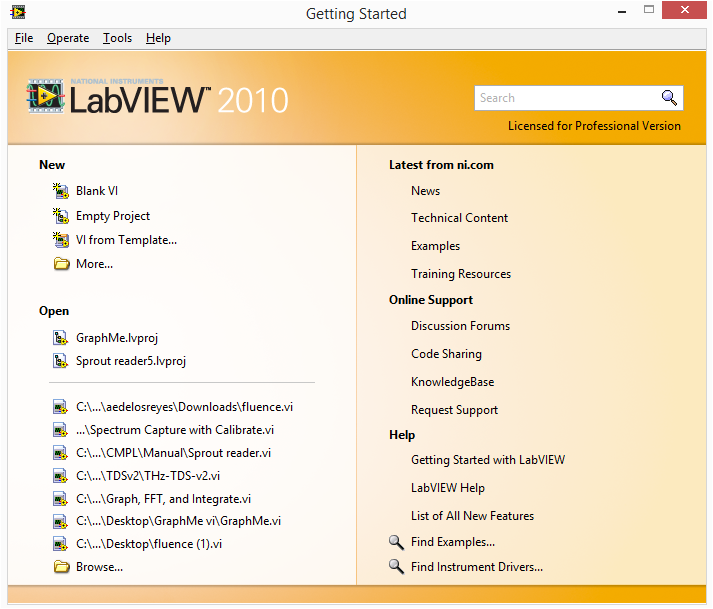 Getting Started
File Operate Tools Help
NATIONAL INSTRUMENTS
LabVIEW™ 2010
Search
Licensed for Professional Version
New
Blank VI
Empty Project
VI from Template...
More...
Open
GraphMe.lvproj
Sprout reader5.lvproj
C:\...\aedelosreyes\Downloads\fluence.vi
...\Spectrum Capture with Calibrate.vi
C:\...\CMPL\Manual\Sprout reader.vi
C:\...\TDSv2\THz-TDS-v2.vi
C:\...\Graph, FFT, and Integrate.vi
C:\...\Desktop\GraphMe vi\GraphMe.vi
C:\...\Desktop\fluence (1).vi
Browse...
Latest from ni.com
News
Technical Content
Examples
Training Resources
Online Support
Discussion Forums
Code Sharing
KnowledgeBase
Request Support
Help
Getting Started with LabVIEW
LabVIEW Help
List of All New Features
Find Examples...
Find Instrument Drivers...